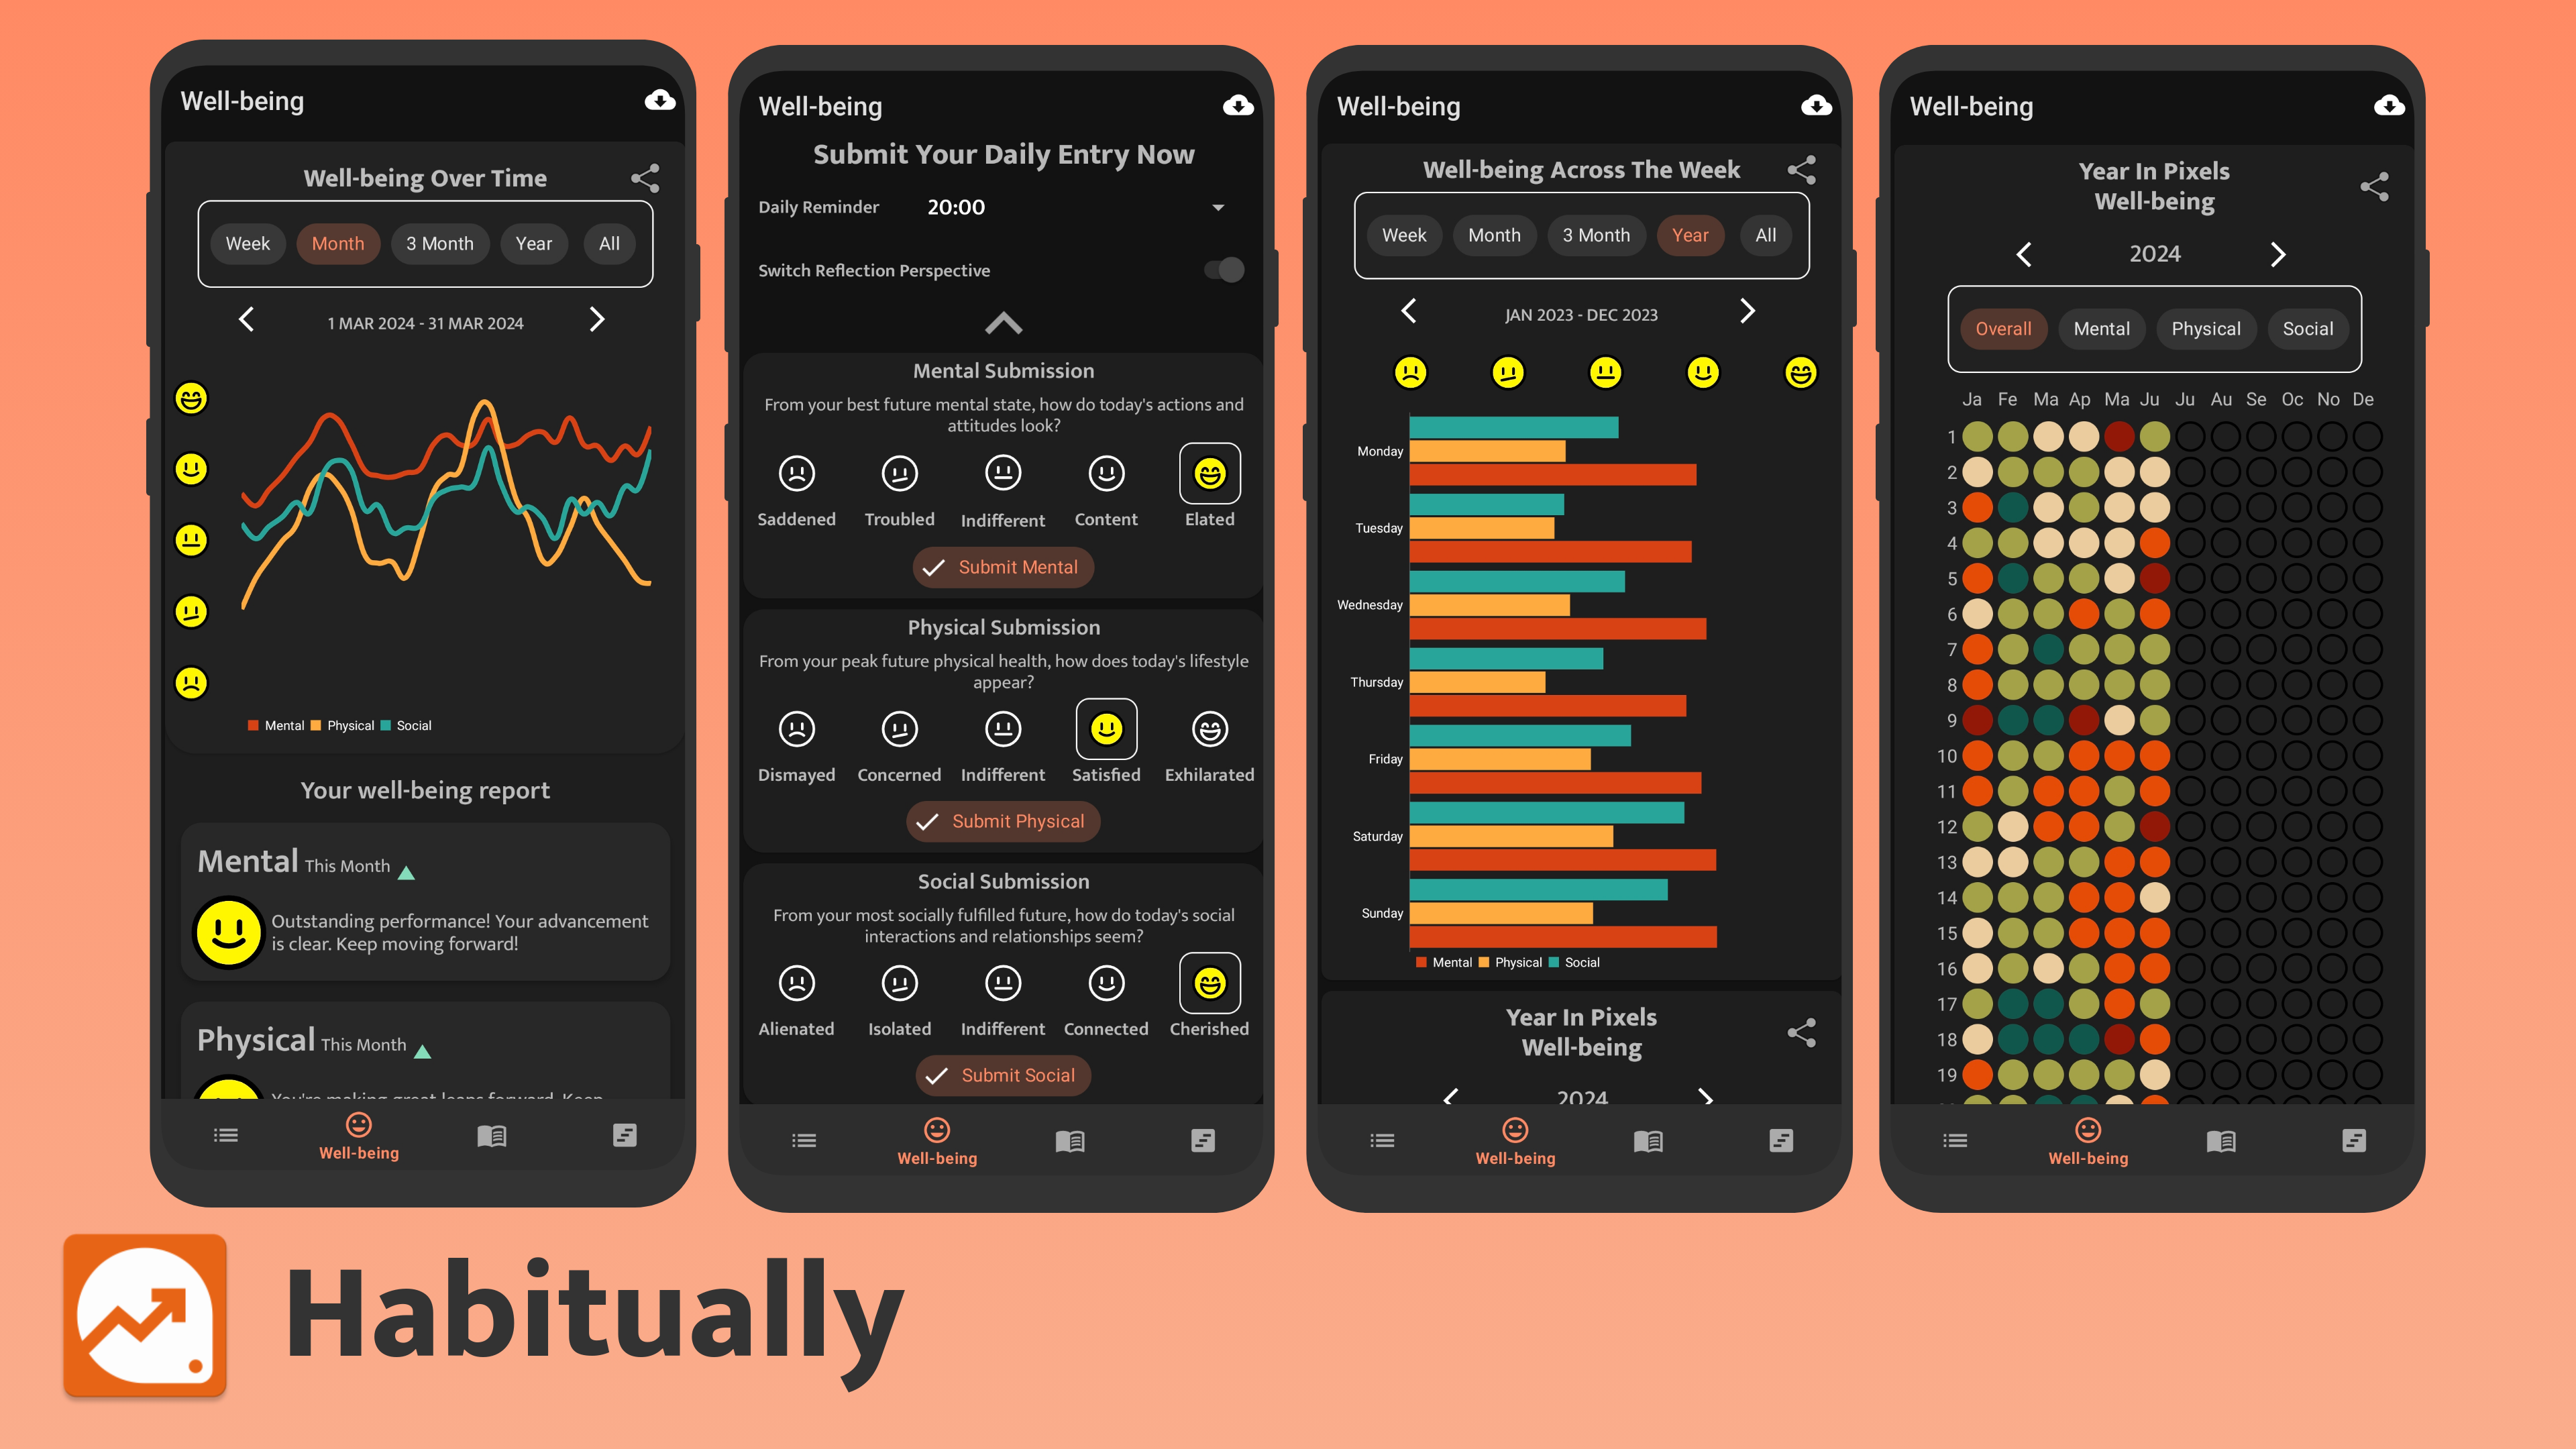 Well-being
Well-being Over Time
Week Month 3 Month Year All
1 MAR 2024 - 31 MAR 2024
Mental Physical Social
Your well-being report
Mental This Month
Outstanding performance! Your advancement
is clear. Keep moving forward!
Physical This Month
You're making great leaps forward. Keep
Well-being
Well-being
Submit Your Daily Entry Now
Daily Reminder 20:00
Switch Reflection Perspective
Mental Submission
From your best future mental state, how do today's actions and
attitudes look?
Saddened Troubled Indifferent Content Elated
Submit Mental
Physical Submission
From your peak future physical health, how does today's lifestyle
appear?
Dismayed Concerned Indifferent Satisfied Exhilarated
Submit Physical
Social Submission
From your most socially fulfilled future, how do today's social
interactions and relationships seem?
Alienated Isolated Indifferent Connected Cherished
Submit Social
Well-being
Well-being
Well-being Across The Week
Week Month 3 Month Year All
JAN 2023 - DEC 2023
Monday
Tuesday
Wednesday
Thursday
Friday
Saturday
Sunday
Mental Physical Social
Year In Pixels
Well-being
2024
Well-being
Well-being
Year In Pixels
Well-being
2024
Overall Mental Physical Social
Ja Fe Ma Ap Ma Ju Ju Au Se Oc No De
1
2
3
4
5
6
7
8
9
10
11
12
13
14
15
16
17
18
19
Well-being
Habitually